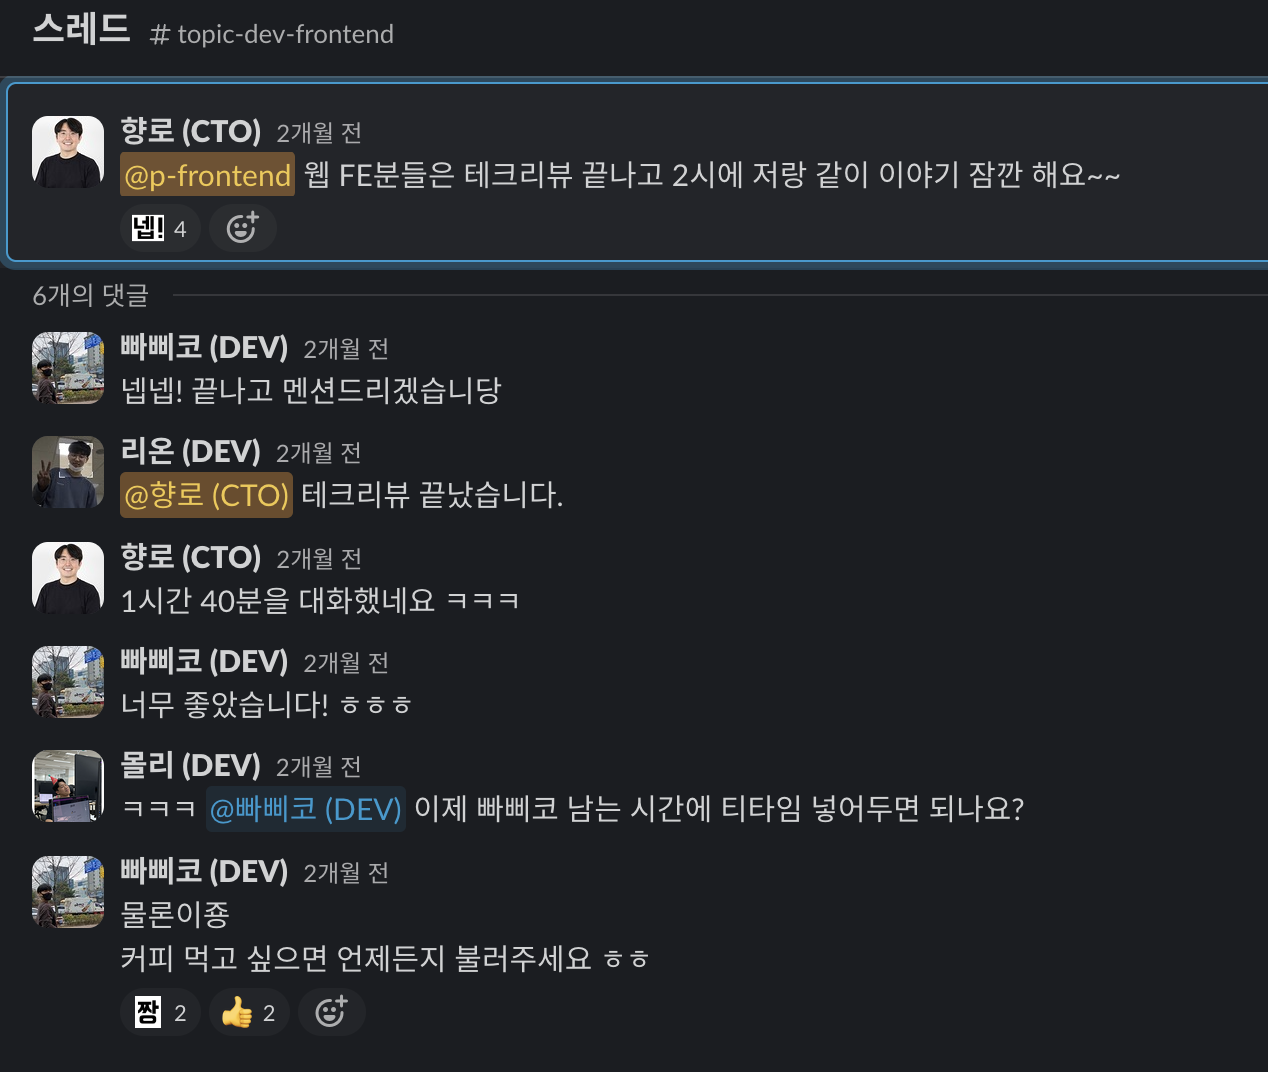 스레드 # topic-dev-frontend
향로 (CTO) 2개월 전
@p-frontend 웹 FE분들은 테크리뷰 끝나고 2시에 저랑 같이 이야기 잠깐 해요~~
넵! 4
6개의 댓글
빠삐코 (DEV) 2개월 전
넵넵! 끝나고 멘션드리겠습니당
리온 (DEV) 2개월 전
@향로 (CTO) 테크리뷰 끝났습니다.
향로 (CTO) 2개월 전
1시간 40분을 대화했네요 ㅋㅋㅋ
빠삐코 (DEV) 2개월 전
너무 좋았습니다! ㅎㅎㅎ
몰리 (DEV) 2개월 전
ㅋㅋㅋ @빠삐코 (DEV) 이제 빠삐코 남는 시간에 티타임 넣어두면 되나요?
빠삐코 (DEV) 2개월 전
물론이죵
커피 먹고 싶으면 언제든지 불러주세요 ㅎㅎ
짱 2 2